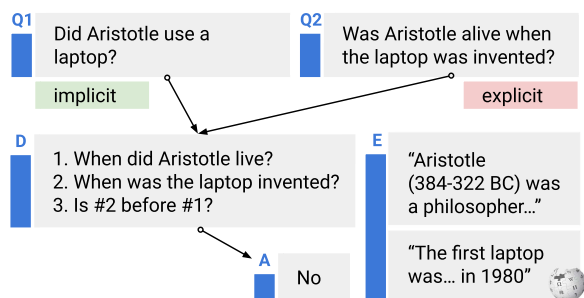 Q1
Did Aristotle use a
laptop?
implicit
Q2
Was Aristotle alive when
the laptop was invented?
explicit
D
1. When did Aristotle live?
2. When was the laptop invented?
3. Is #2 before #1?
E
“Aristotle
(384-322 BC) was
a philosopher…”
“The first laptop
was… in 1980”
A
No